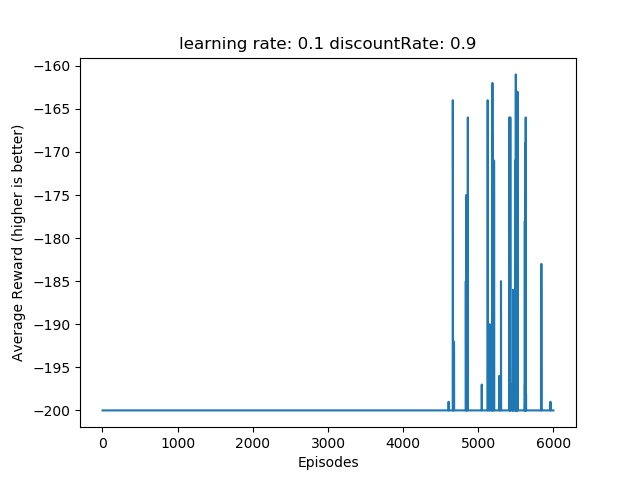 learning rate: 0.1 discountRate: 0.9
Average Reward (higher is better)
−160
−165
−170
−175
−180
−185
−190
−195
−200
0 1000 2000 3000 4000 5000 6000
Episodes